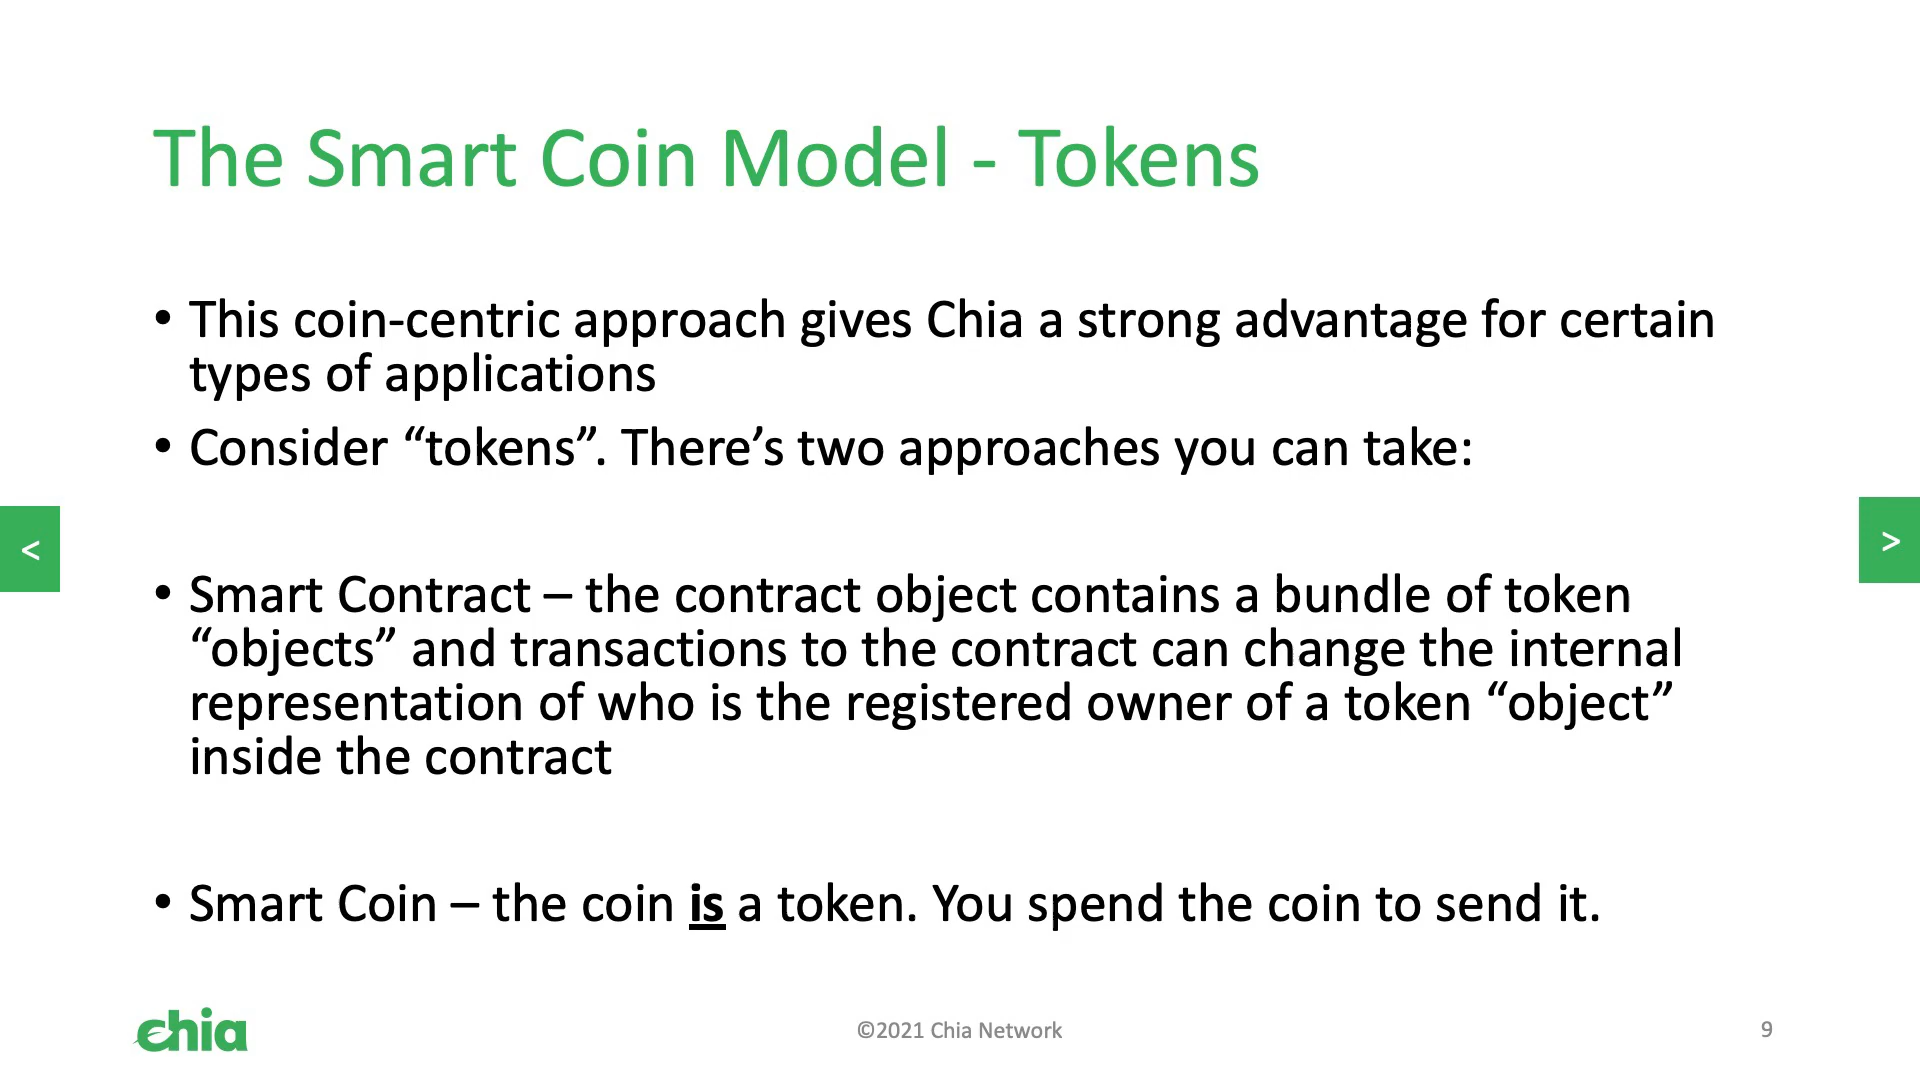 The Smart Coin Model - Tokens
• This coin-centric approach gives Chia a strong advantage for certain
types of applications
• Consider “tokens”. There’s two approaches you can take:
<
>
• Smart Contract – the contract object contains a bundle of token
“objects” and transactions to the contract can change the internal
representation of who is the registered owner of a token “object”
inside the contract
• Smart Coin – the coin is a token. You spend the coin to send it.
chia
©2021 Chia Network
9